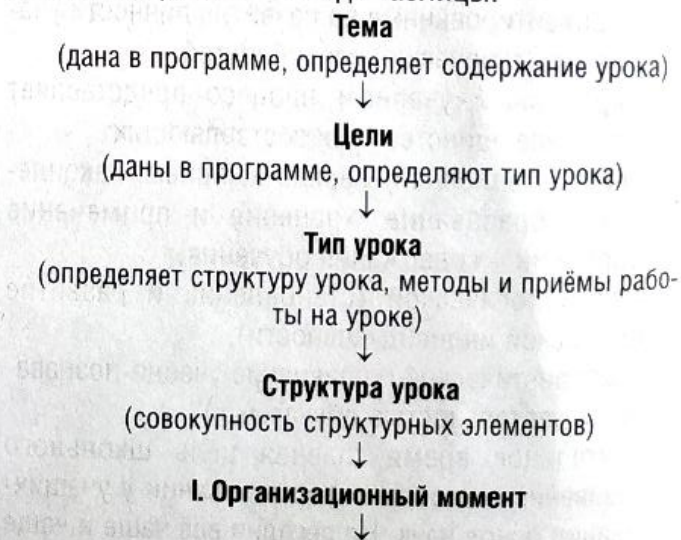 Тема
(дана в программе, определяет содержание урока)
↓
Цели
(даны в программе, определяют тип урока)
↓
Тип урока
(определяет структуру урока, методы и приёмы рабо-
ты на уроке)
↓
Структура урока
(совокупность структурных элементов)
↓
I. Организационный момент
↓